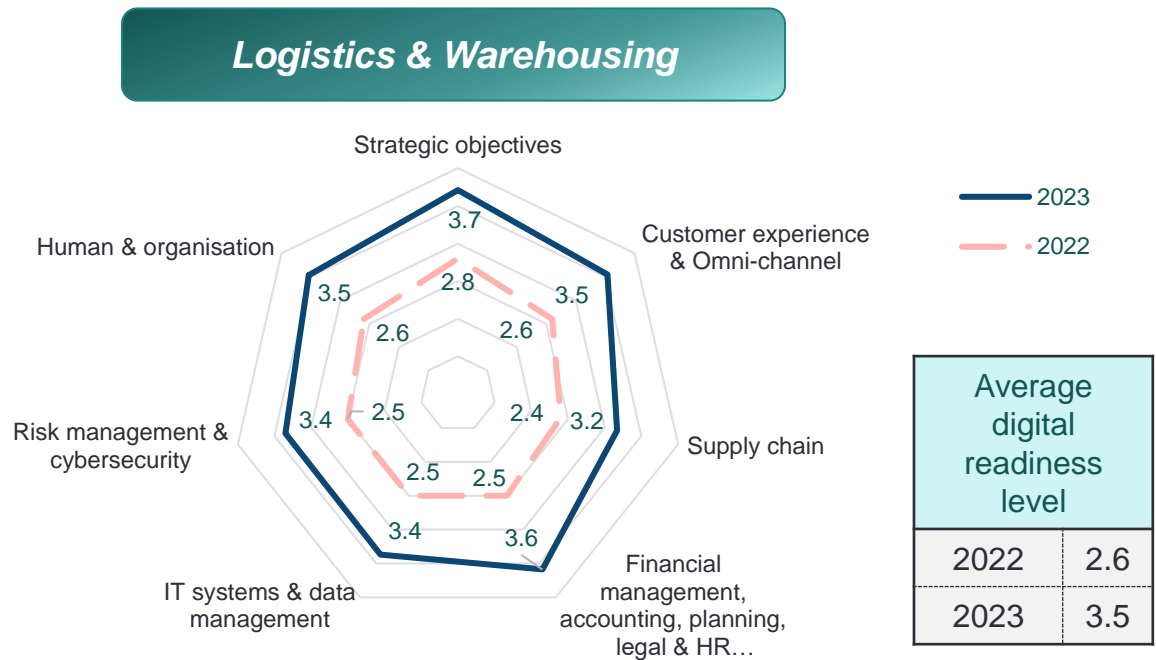 Logistics & Warehousing
Strategic objectives
Customer experience
& Omni-channel
Supply chain
Financial
management,
accounting, planning,
legal & HR…
IT systems & data
management
Risk management &
cybersecurity
Human & organisation
3.7
3.5
3.2
3.6
3.4
3.4
3.5
2.8
2.6
2.4
2.5
2.5
2.5
2.6
2023
2022
Average
digital
readiness
level
2022 2.6
2023 3.5